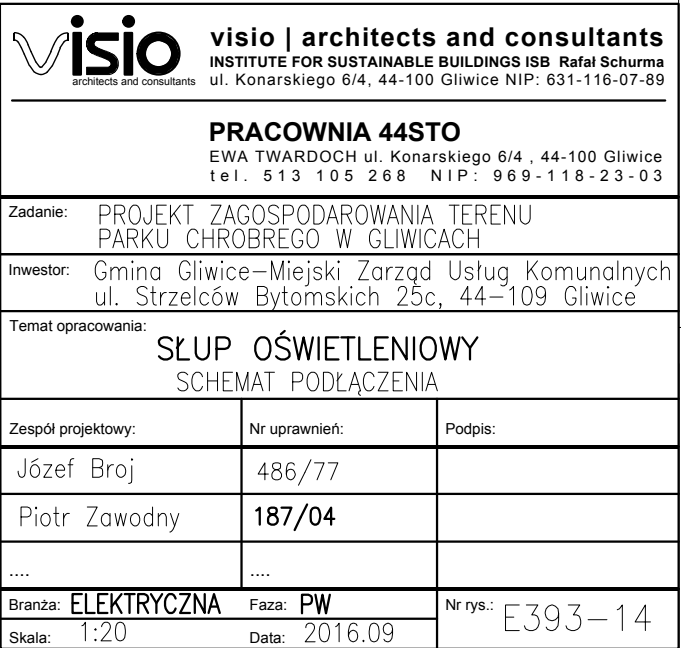 visio
architects and consultants
visio | architects and consultants
INSTITUTE FOR SUSTAINABLE BUILDINGS ISB Rafał Schurma
ul. Konarskiego 6/4, 44-100 Gliwice NIP: 631-116-07-89
PRACOWNIA 44STO
EWA TWARDOCH ul. Konarskiego 6/4 , 44-100 Gliwice
tel. 513 105 268 NIP: 969-118-23-03
Zadanie: PROJEKT ZAGOSPODAROWANIA TERENU
PARKU CHROBREGO W GLIWICACH
Inwestor: Gmina Gliwice-Miejski Zarząd Usług Komunalnych
ul. Strzelców Bytomskich 25c, 44-109 Gliwice
Temat opracowania:
SŁUP OŚWIETLENIOWY
SCHEMAT PODŁĄCZENIA
Zespół projektowy: Nr uprawnień: Podpis:
Józef Broj 486/77
Piotr Zawodny 187/04
.... ....
Branża: ELEKTRYCZNA Faza: PW Nr rys.: E393-14
Skala: 1:20 Data: 2016.09